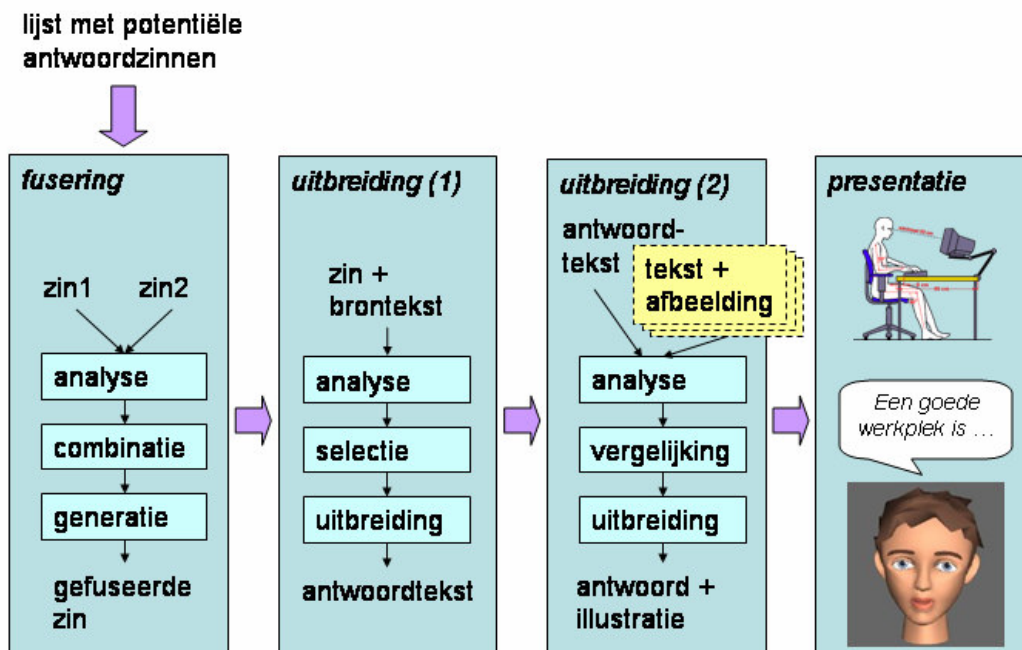 lijst met potentiële
antwoordzinnen
fusering
zin1
zin2
analyse
combinatie
generatie
gefuseerde
zin
uitbreiding (1)
zin +
brontekst
analyse
selectie
uitbreiding
antwoordtekst
uitbreiding (2)
antwoord-
tekst
tekst +
afbeelding
analyse
vergelijking
uitbreiding
antwoord +
illustratie
presentatie
Een goede
werkplek is ...